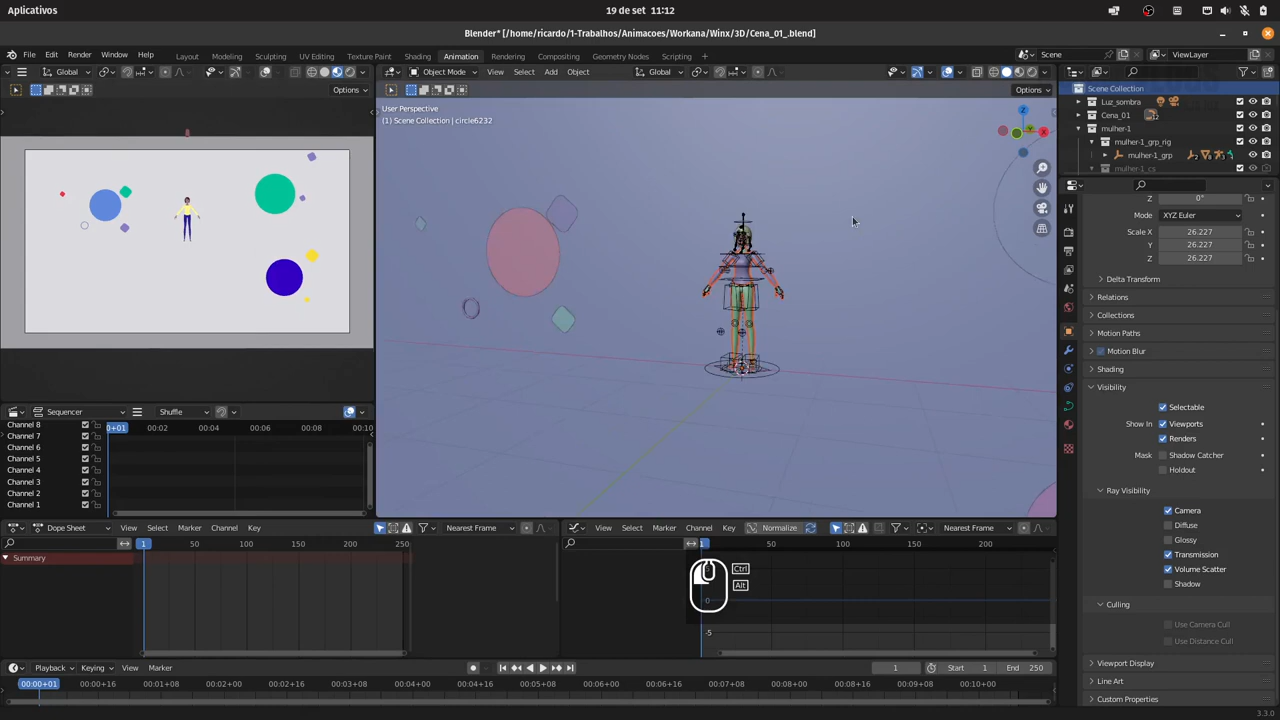 Aplicativos
19 de set 11:12
Blender* [/home/ricardo/1-Trabalhos/Animacoes/Workana/Winx/3D/Cena_01_.blend]
File Edit Render Window Help Layout Modeling Sculpting UV Editing Texture Paint Shading Animation Rendering Compositing Geometry Nodes Scripting +
Scene ViewLayer
Global Object Mode View Select Add Object Global
Options Options
User Perspective
(1) Scene Collection | circle6232
Z X
Scene Collection
Luz_sombra
Cena_01
mulher-1
mulher-1_grp_rig
mulher-1_grp
mulher-1_cs
Z 0°
Mode XYZ Euler
Scale X 26.227
Y 26.227
Z 26.227
Delta Transform
Relations
Collections
Motion Paths
Motion Blur
Shading
Visibility
Selectable
Show In Viewports
Renders
Mask Shadow Catcher
Holdout
Ray Visibility
Camera
Diffuse
Glossy
Transmission
Volume Scatter
Shadow
Culling
Use Camera Cull
Use Distance Cull
Viewport Display
Line Art
Custom Properties
3.3.0
Sequencer Shuffle
0+01 00:02 00:04 00:06 00:08 00:10
Channel 8
Channel 7
Channel 6
Channel 5
Channel 4
Channel 3
Channel 2
Channel 1
Dope Sheet View Select Marker Channel Key Nearest Frame
1 50 100 150 200 250
Summary
View Select Marker Channel Key Normalize Nearest Frame
1 50 100 150 200
0
-5
Ctrl
Alt
Playback Keying View Marker
1 Start 1 End 250
00:00+01 00:00+16 00:01+08 00:02+00 00:02+16 00:03+08 00:04+00 00:04+16 00:05+08 00:06+00 00:06+16 00:07+08 00:08+00 00:08+16 00:09+08 00:10+00